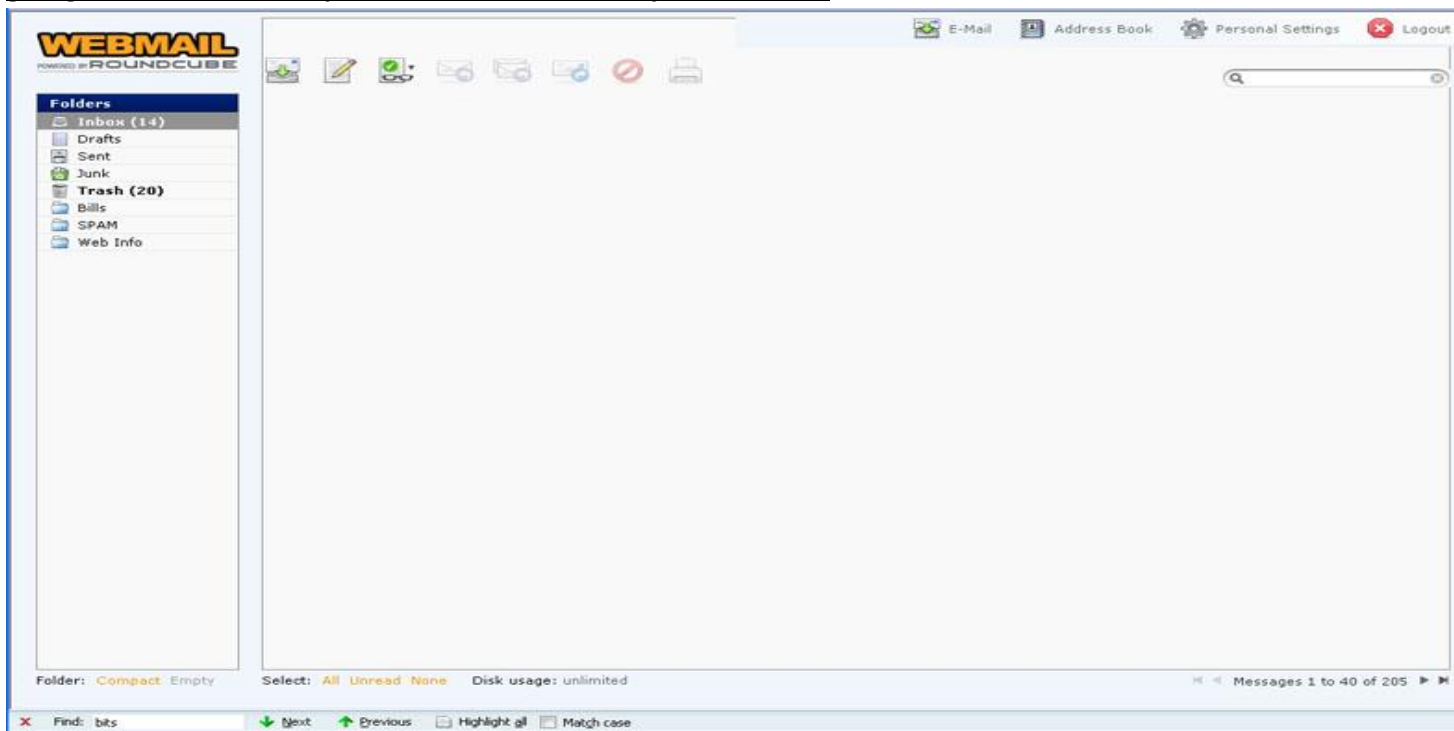 E-Mail Address Book Personal Settings Logout
WEBMAIL
POWERED BY ROUNDCUBE
Folders
Inbox (14)
Drafts
Sent
Junk
Trash (20)
Bills
SPAM
Web Info
Folder: Compact Empty
Select: All Unread None Disk usage: unlimited
Messages 1 to 40 of 205
Find: bits
Next Previous Highlight all Match case